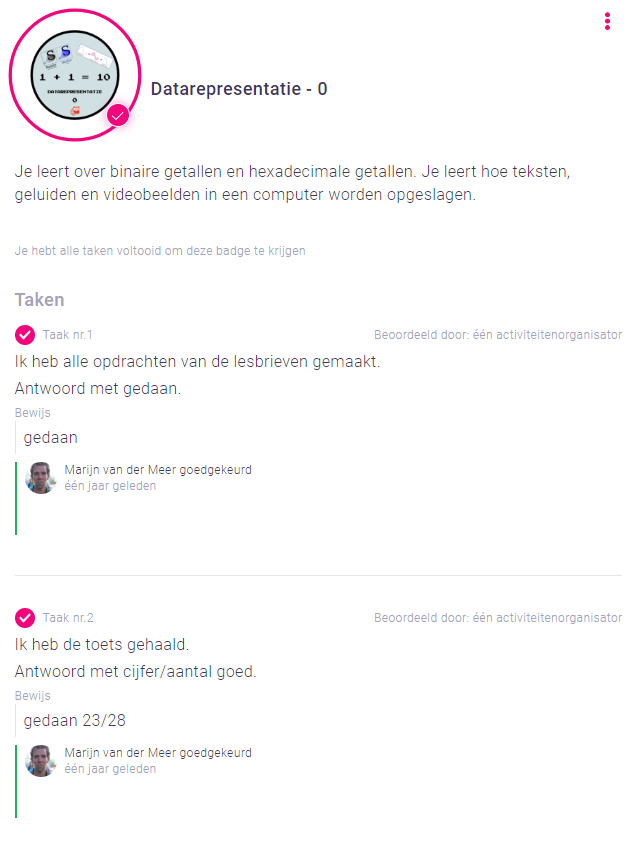 1 + 1 = 10
DATAREPRESENTATIE
0
Datarepresentatie - 0
Je leert over binaire getallen en hexadecimale getallen. Je leert hoe teksten,
geluiden en videobeelden in een computer worden opgeslagen.
Je hebt alle taken voltooid om deze badge te krijgen
Taken
Taak nr.1
Beoordeeld door: één activiteitenorganisator
Ik heb alle opdrachten van de lesbrieven gemaakt.
Antwoord met gedaan.
Bewijs
gedaan
Marijn van der Meer goedgekeurd
één jaar geleden
Taak nr.2
Beoordeeld door: één activiteitenorganisator
Ik heb de toets gehaald.
Antwoord met cijfer/aantal goed.
Bewijs
gedaan 23/28
Marijn van der Meer goedgekeurd
één jaar geleden